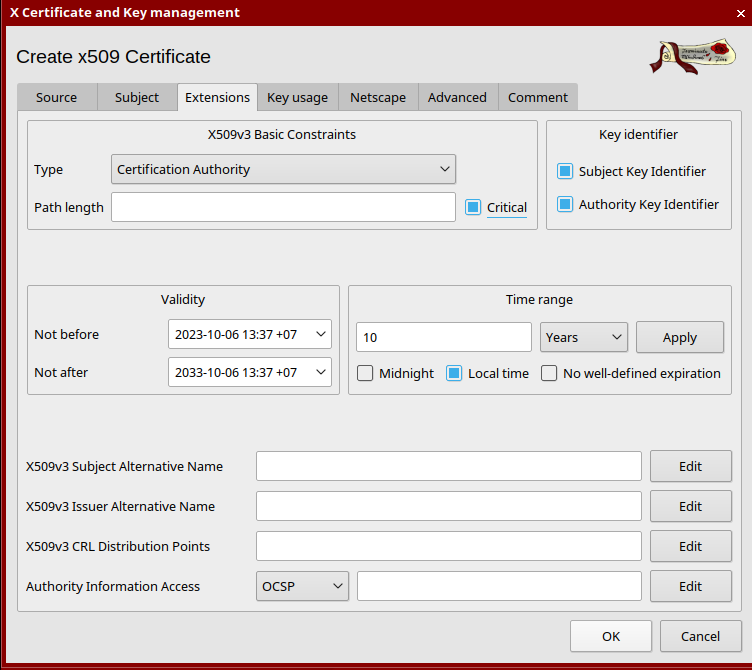 X Certificate and Key management
Create x509 Certificate
Source Subject Extensions Key usage Netscape Advanced Comment
X509v3 Basic Constraints
Type Certification Authority
Path length Critical
Key identifier
Subject Key Identifier
Authority Key Identifier
Validity
Not before 2023-10-06 13:37 +07
Not after 2033-10-06 13:37 +07
Time range
10 Years Apply
Midnight Local time No well-defined expiration
X509v3 Subject Alternative Name Edit
X509v3 Issuer Alternative Name Edit
X509v3 CRL Distribution Points Edit
Authority Information Access OCSP Edit
OK Cancel